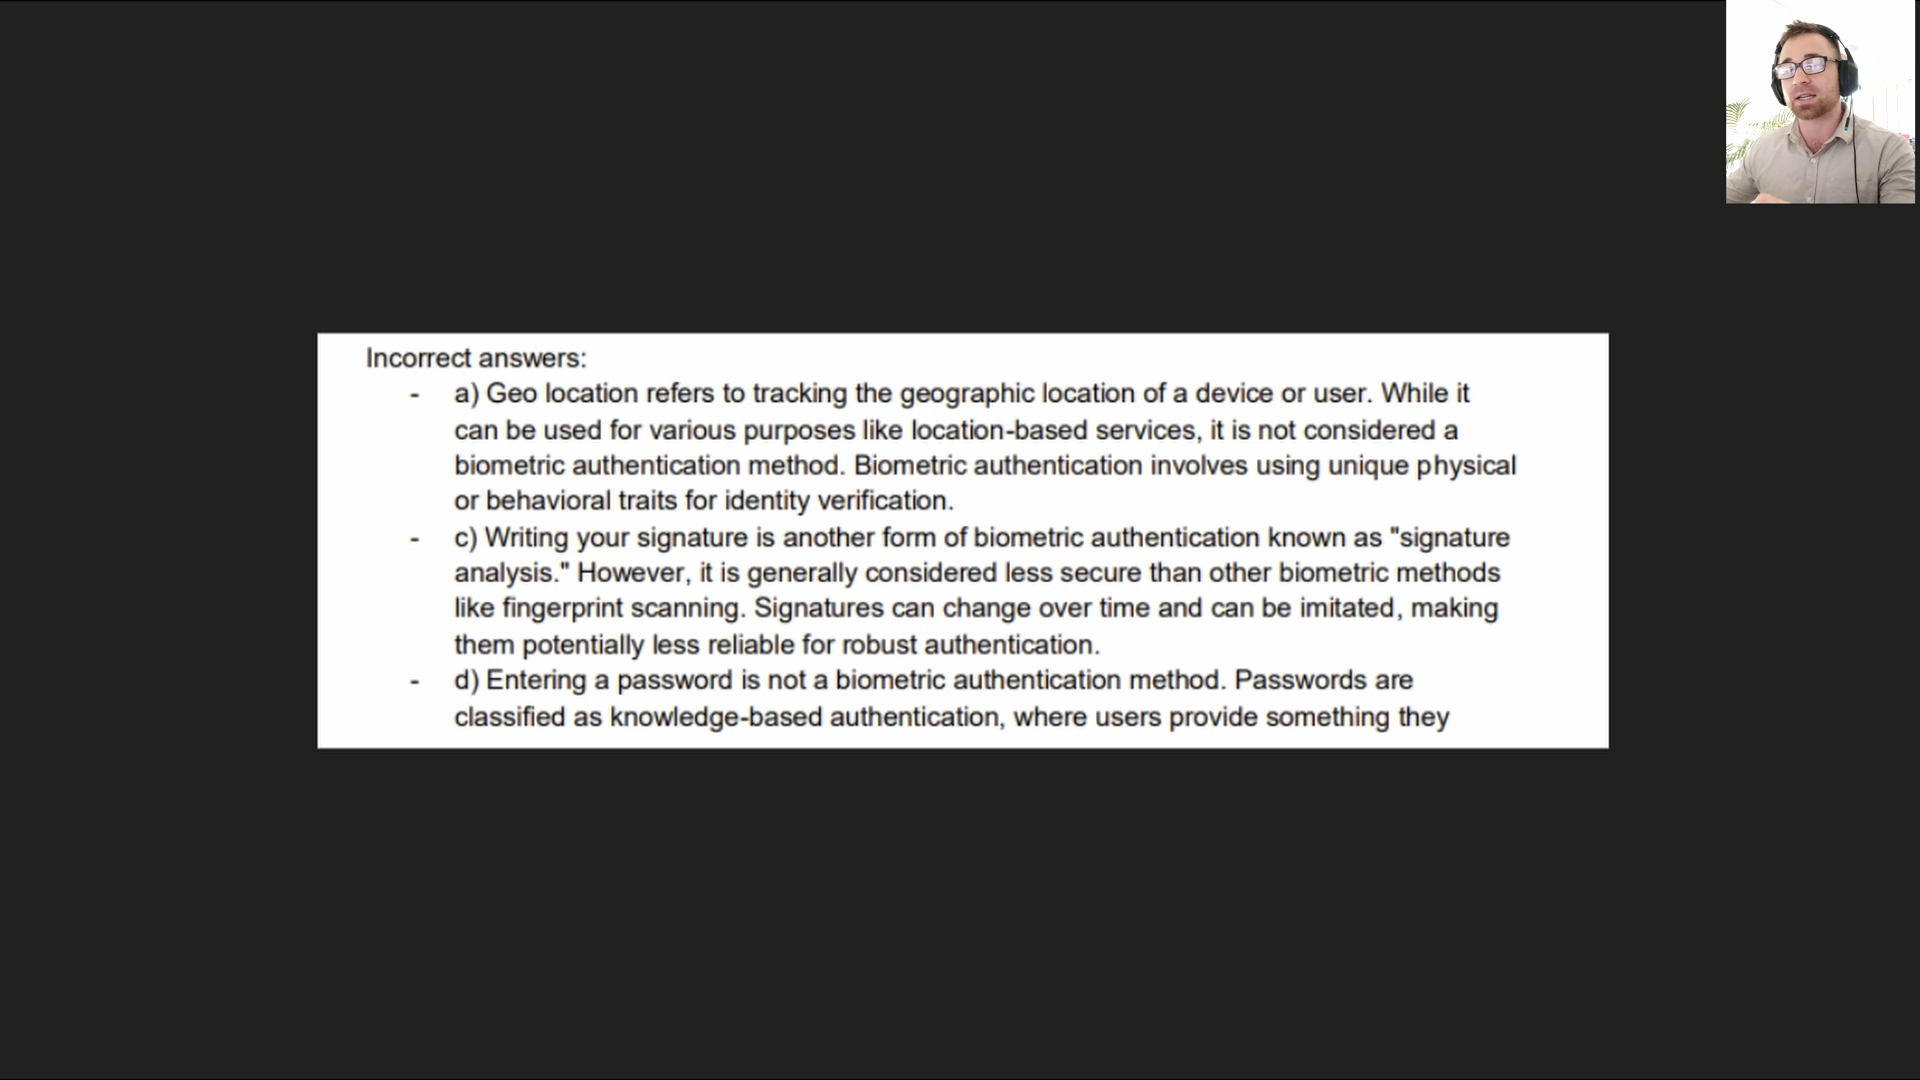 Incorrect answers:
- a) Geo location refers to tracking the geographic location of a device or user. While it
can be used for various purposes like location-based services, it is not considered a
biometric authentication method. Biometric authentication involves using unique physical
or behavioral traits for identity verification.
- c) Writing your signature is another form of biometric authentication known as "signature
analysis." However, it is generally considered less secure than other biometric methods
like fingerprint scanning. Signatures can change over time and can be imitated, making
them potentially less reliable for robust authentication.
- d) Entering a password is not a biometric authentication method. Passwords are
classified as knowledge-based authentication, where users provide something they